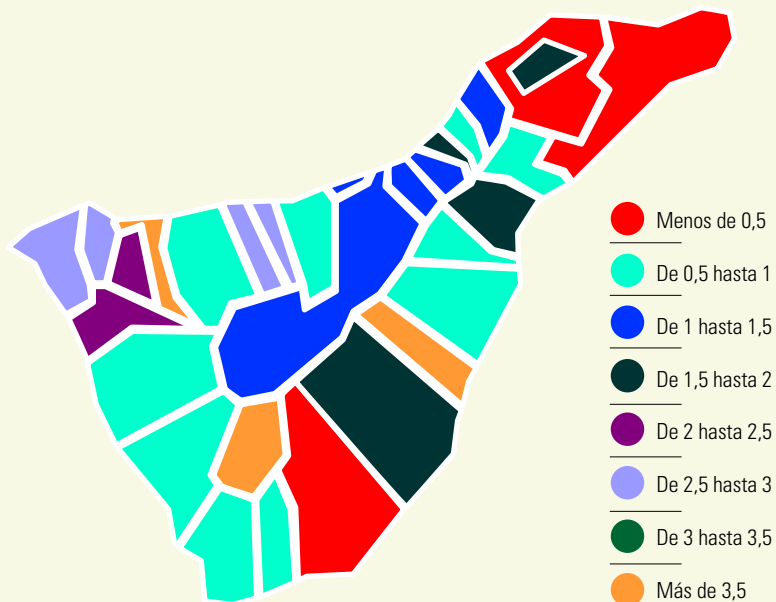 Menos de 0,5
De 0,5 hasta 1
De 1 hasta 1,5
De 1,5 hasta 2
De 2 hasta 2,5
De 2,5 hasta 3
De 3 hasta 3,5
Más de 3,5